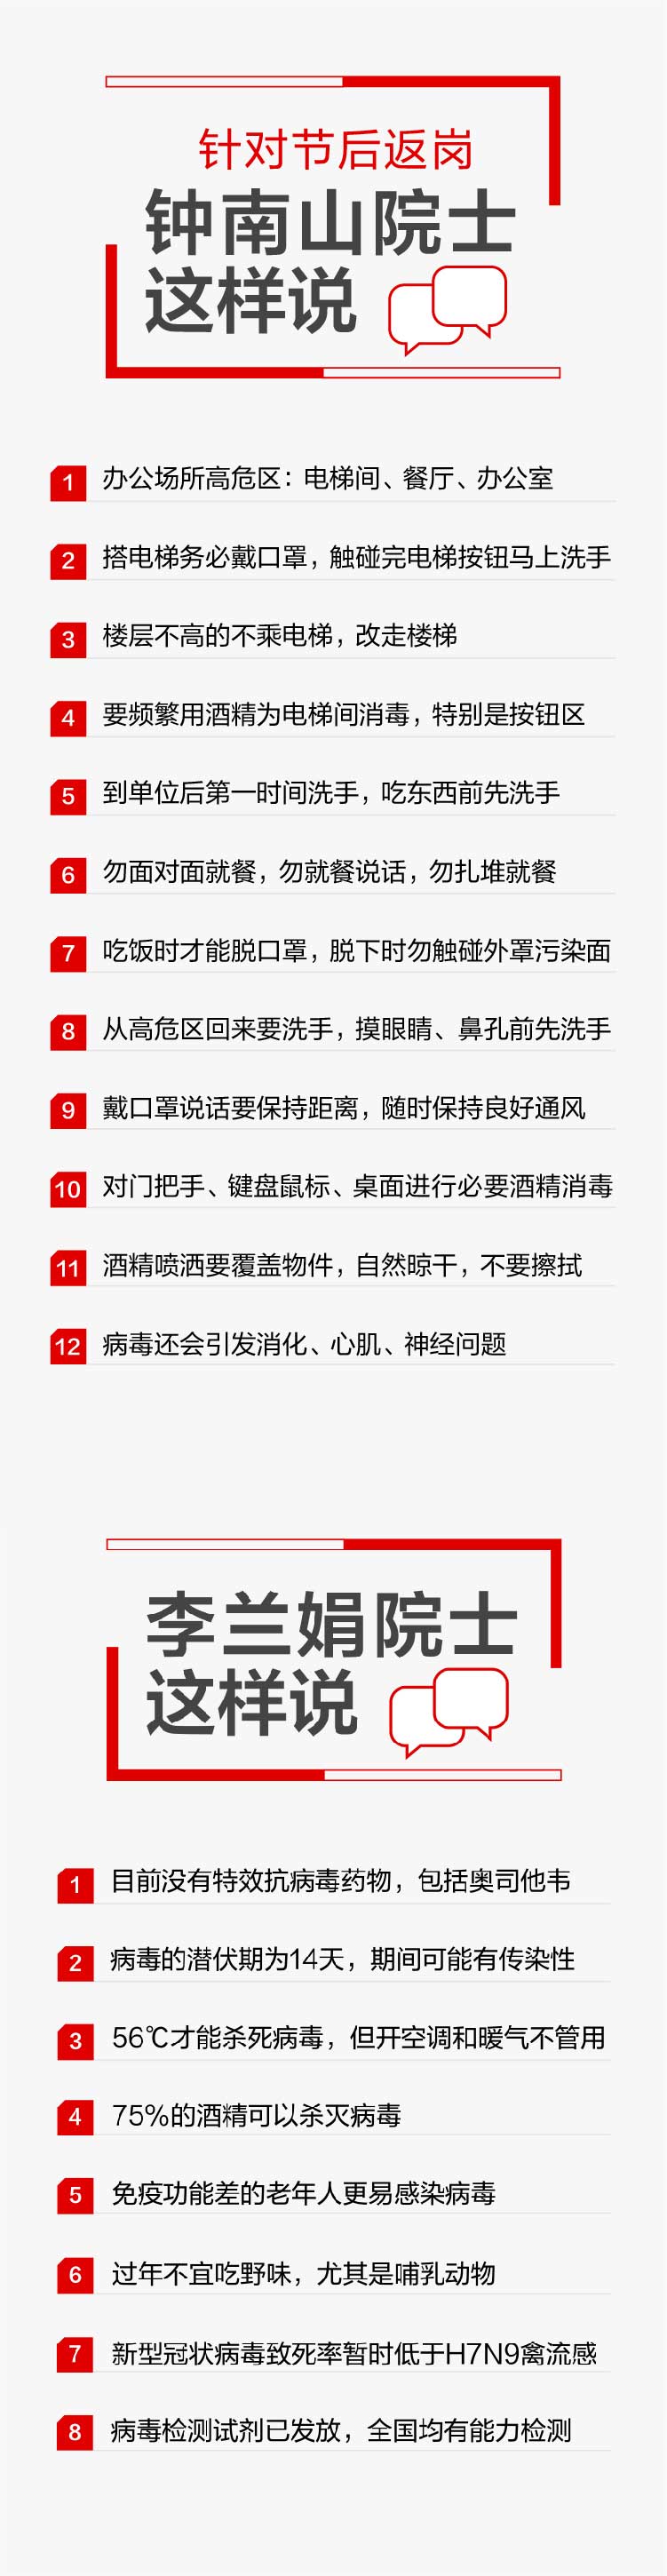 针对节后返岗
钟南山院士
这样说
1 办公场所高危区：电梯间、餐厅、办公室
2 搭电梯务必戴口罩，触碰完电梯按钮马上洗手
3 楼层不高的不乘电梯，改走楼梯
4 要频繁用酒精为电梯间消毒，特别是按钮区
5 到单位后第一时间洗手，吃东西前先洗手
6 勿面对面就餐，勿就餐说话，勿扎堆就餐
7 吃饭时才能脱口罩，脱下时勿触碰外罩污染面
8 从高危区回来要洗手，摸眼睛、鼻孔前先洗手
9 戴口罩说话要保持距离，随时保持良好通风
10 对门把手、键盘鼠标、桌面进行必要酒精消毒
11 酒精喷洒要覆盖物件，自然晾干，不要擦拭
12 病毒还会引发消化、心肌、神经问题
李兰娟院士
这样说
1 目前没有特效抗病毒药物，包括奥司他韦
2 病毒的潜伏期为14天，期间可能有传染性
3 56℃才能杀死病毒，但开空调和暖气不管用
4 75%的酒精可以杀灭病毒
5 免疫功能差的老年人更易感染病毒
6 过年不宜吃野味，尤其是哺乳动物
7 新型冠状病毒致死率暂时低于H7N9禽流感
8 病毒检测试剂已发放，全国均有能力检测